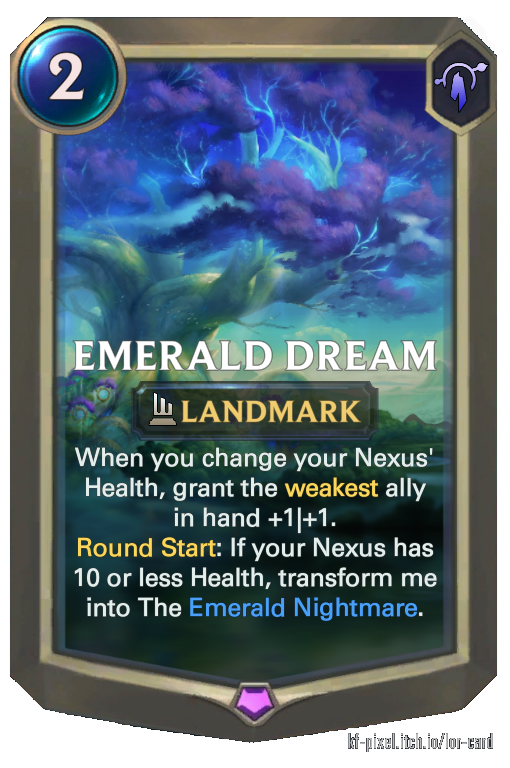 2
EMERALD DREAM
LANDMARK
When you change your Nexus'
Health, grant the weakest ally
in hand +1|+1.
Round Start: If your Nexus has
10 or less Health, transform me
into The Emerald Nightmare.
kf-pixel.itch.io/lor-card